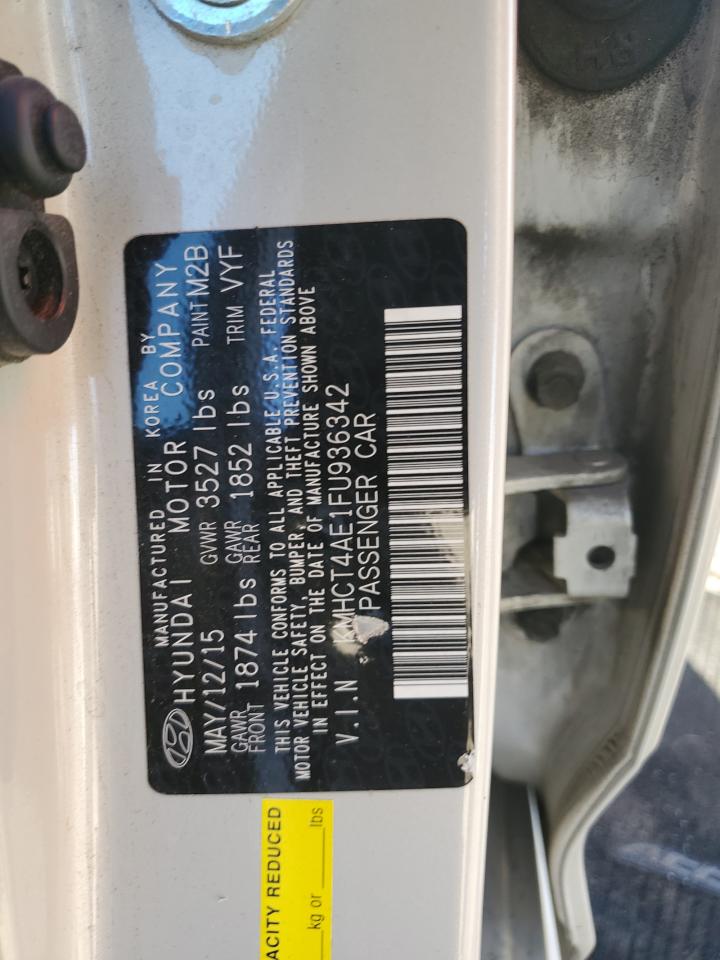 MANUFACTURED IN KOREA BY
HYUNDAI MOTOR COMPANY
MAY/12/15 GVWR 3527 lbs PAINT M2B
GAWR FRONT 1874 lbs GAWR REAR 1852 lbs TRIM VYF
THIS VEHICLE CONFORMS TO ALL APPLICABLE U.S.A. FEDERAL
MOTOR VEHICLE SAFETY, BUMPER, AND THEFT PREVENTION STANDARDS
IN EFFECT ON THE DATE OF MANUFACTURE SHOWN ABOVE
V.I.N KMHCT4AE1FU936342
PASSENGER CAR
ACITY REDUCED
kg or lbs